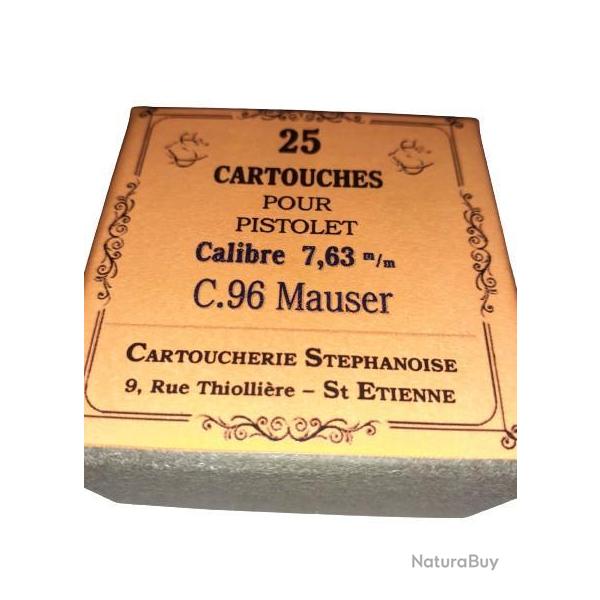 25
CARTOUCHES
POUR
PISTOLET
Calibre 7,63 m/m
C.96 Mauser
CARTOUCHERIE STEPHANOISE
9, Rue Thiollière – St ETIENNE
NaturaBuy